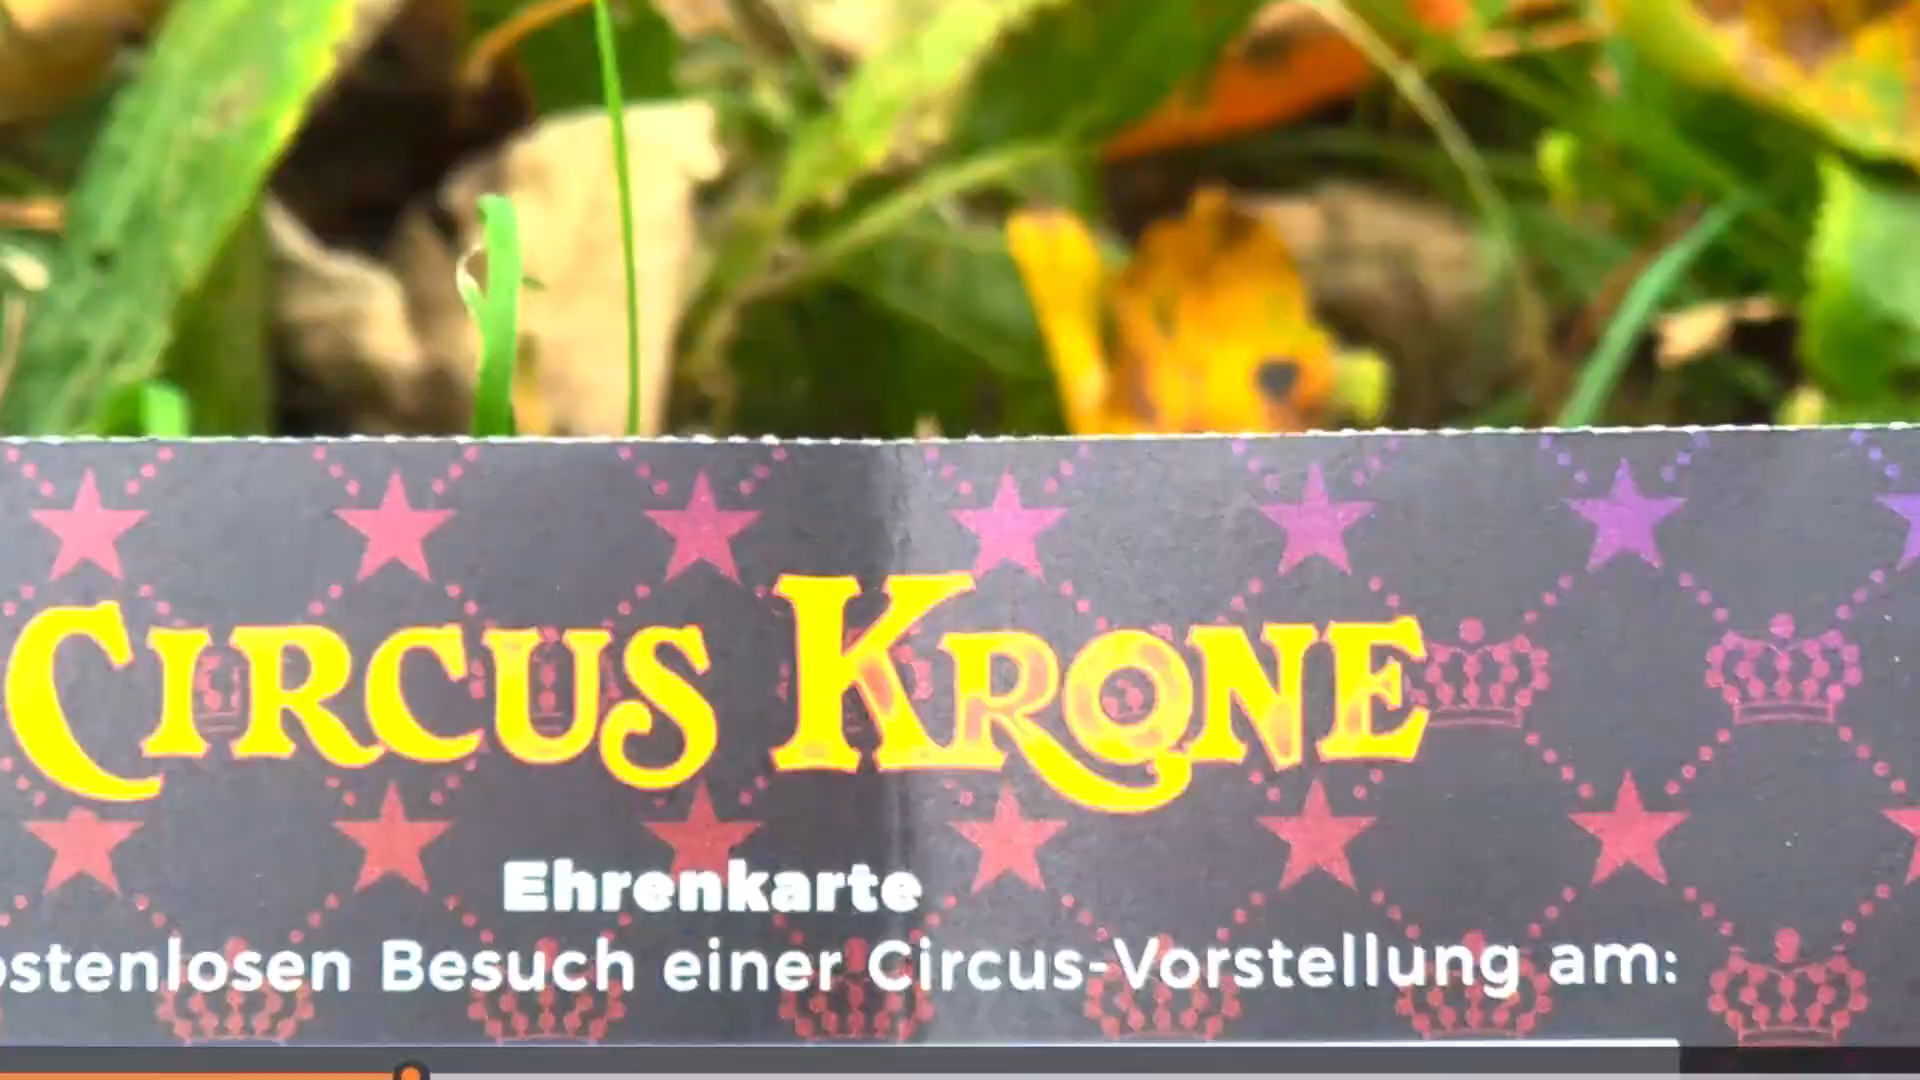 CIRCUS KRONE
Ehrenkarte
ostenlosen Besuch einer Circus-Vorstellung am: